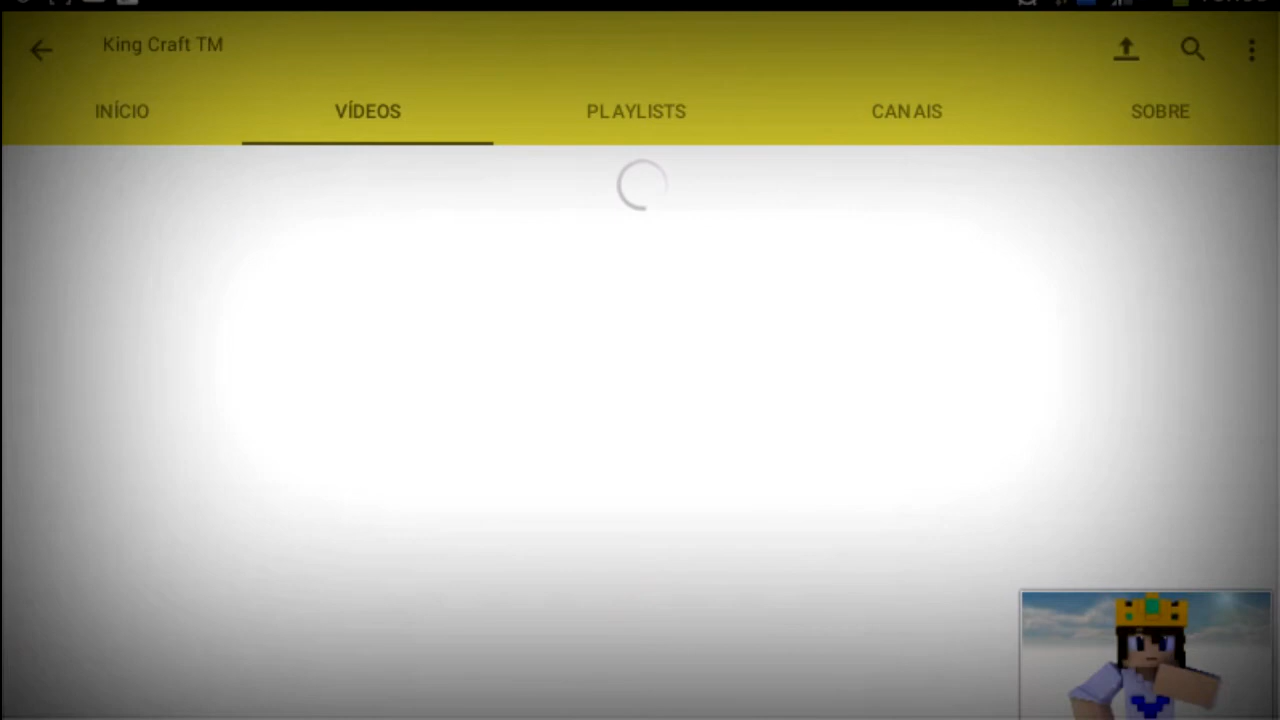 King Craft TM
INÍCIO
VÍDEOS
PLAYLISTS
CANAIS
SOBRE